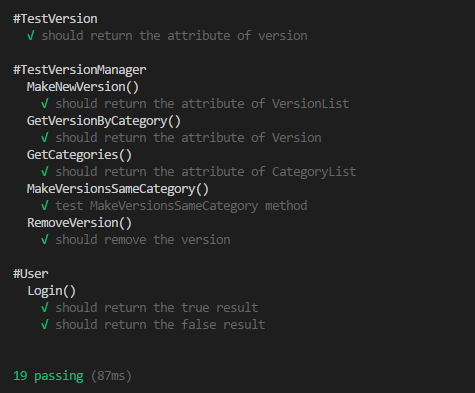 #TestVersion
√ should return the attribute of version
#TestVersionManager
MakeNewVersion()
√ should return the attribute of VersionList
GetVersionByCategory()
√ should return the attribute of Version
GetCategories()
√ should return the attribute of CategoryList
MakeVersionsSameCategory()
√ test MakeVersionsSameCategory method
RemoveVersion()
√ should remove the version
#User
Login()
√ should return the true result
√ should return the false result
19 passing (87ms)